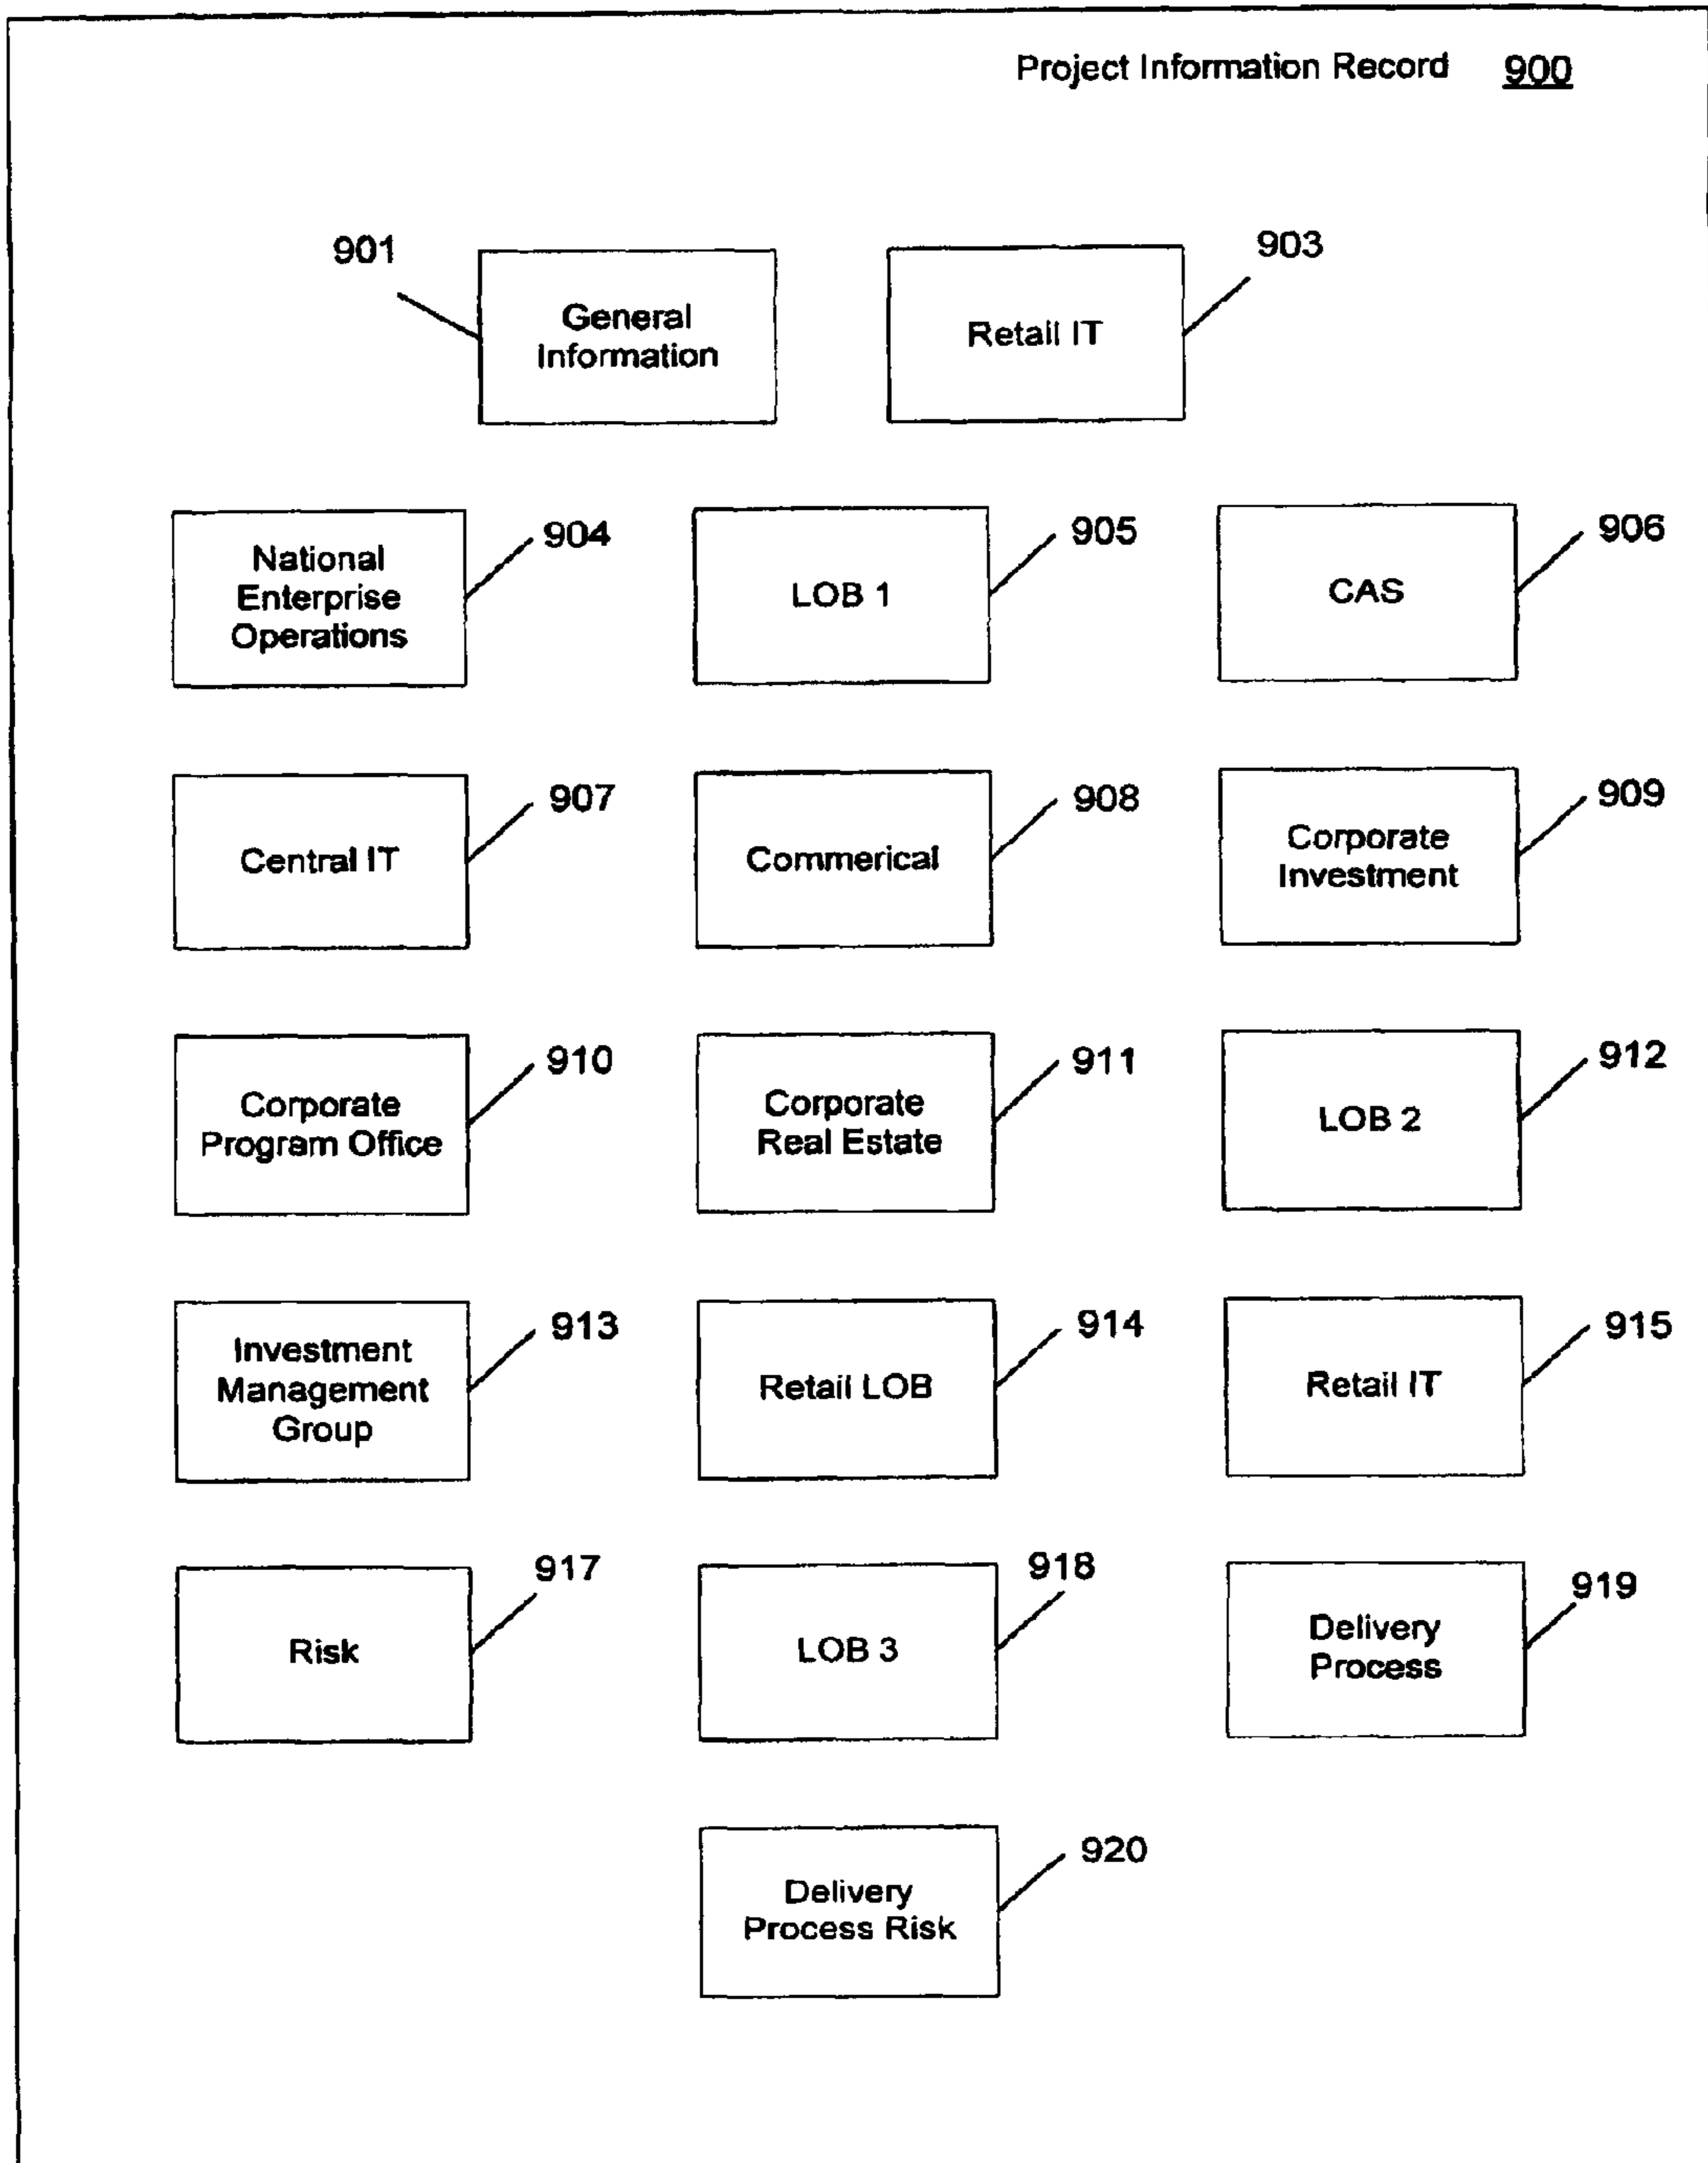 Project Information Record 900
901
General
Information
Retail IT
903
National
Enterprise
Operations
904
LOB 1
905
CAS
906
Central IT
907
Commerical
908
Corporate
Investment
909
Corporate
Program Office
910
Corporate
Real Estate
911
LOB 2
912
Investment
Management
Group
913
Retail LOB
914
Retail IT
915
Risk
917
LOB 3
918
Delivery
Process
919
Delivery
Process Risk
920